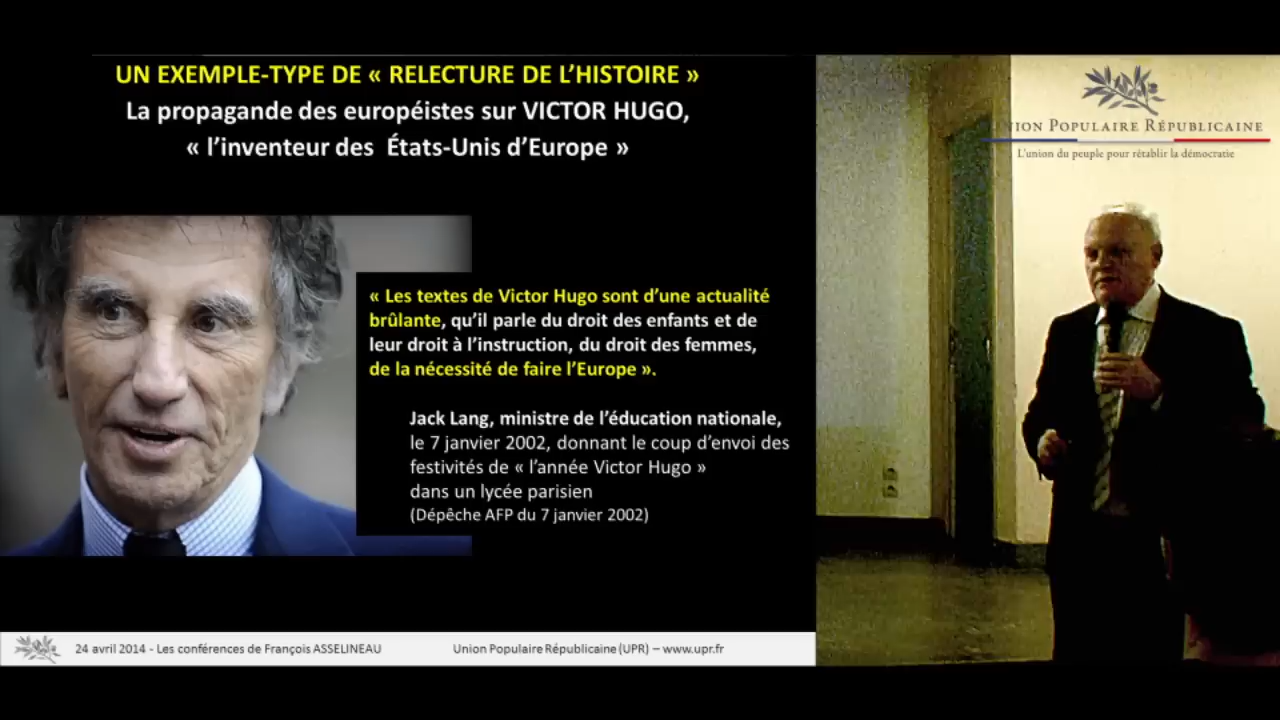 UN EXEMPLE-TYPE DE « RELECTURE DE L’HISTOIRE »
La propagande des européistes sur VICTOR HUGO,
« l’inventeur des États-Unis d’Europe »
« Les textes de Victor Hugo sont d’une actualité
brûlante, qu’il parle du droit des enfants et de
leur droit à l’instruction, du droit des femmes,
de la nécessité de faire l’Europe ».
Jack Lang, ministre de l’éducation nationale,
le 7 janvier 2002, donnant le coup d’envoi des
festivités de « l’année Victor Hugo »
dans un lycée parisien
(Dépêche AFP du 7 janvier 2002)
24 avril 2014 - Les conférences de François ASSELINEAU
Union Populaire Républicaine (UPR) – www.upr.fr
UNION POPULAIRE RÉPUBLICAINE
L’union du peuple pour rétablir la démocratie